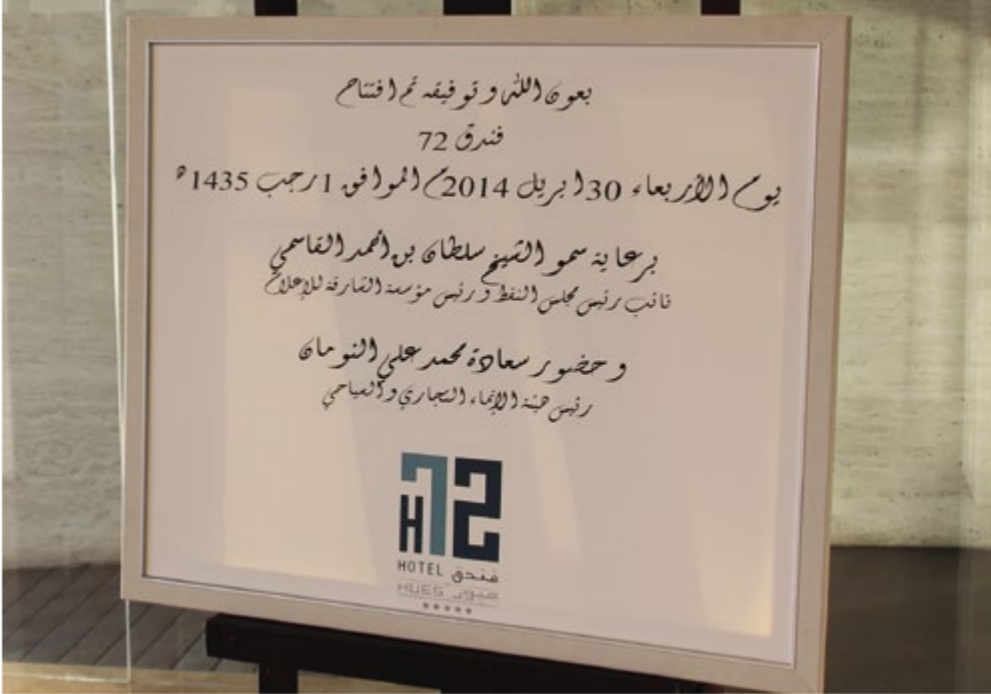 بعون الله وتوفيقه تم افتتاح
فندق 72
يوم الأربعاء 30 ابريل 2014م الموافق 1 رجب 1435ه
برعاية سمو الشيخ سلطان بن أحمد القاسمي
نائب رئيس مجلس النفط ورئيس مؤسسة الشارقة للإعلام
وحضور سعادة محمد علي النومان
رئيس هيئة الإنماء التجاري والسياحي
H72
HOTEL فندق
HUES هيوز